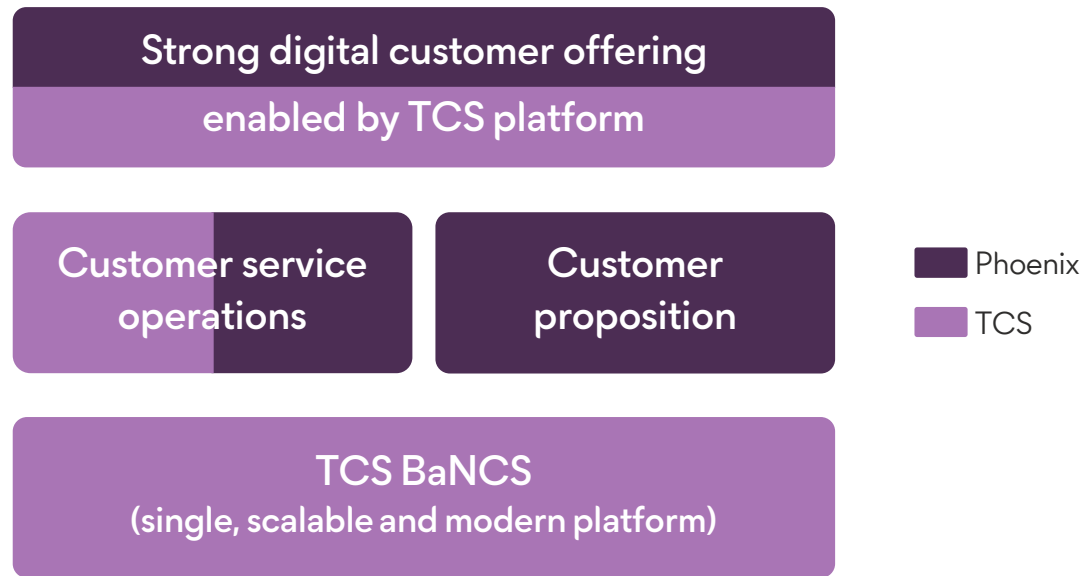 Strong digital customer offering
enabled by TCS platform
Customer service
operations
Customer
proposition
Phoenix
TCS
TCS BaNCS
(single, scalable and modern platform)